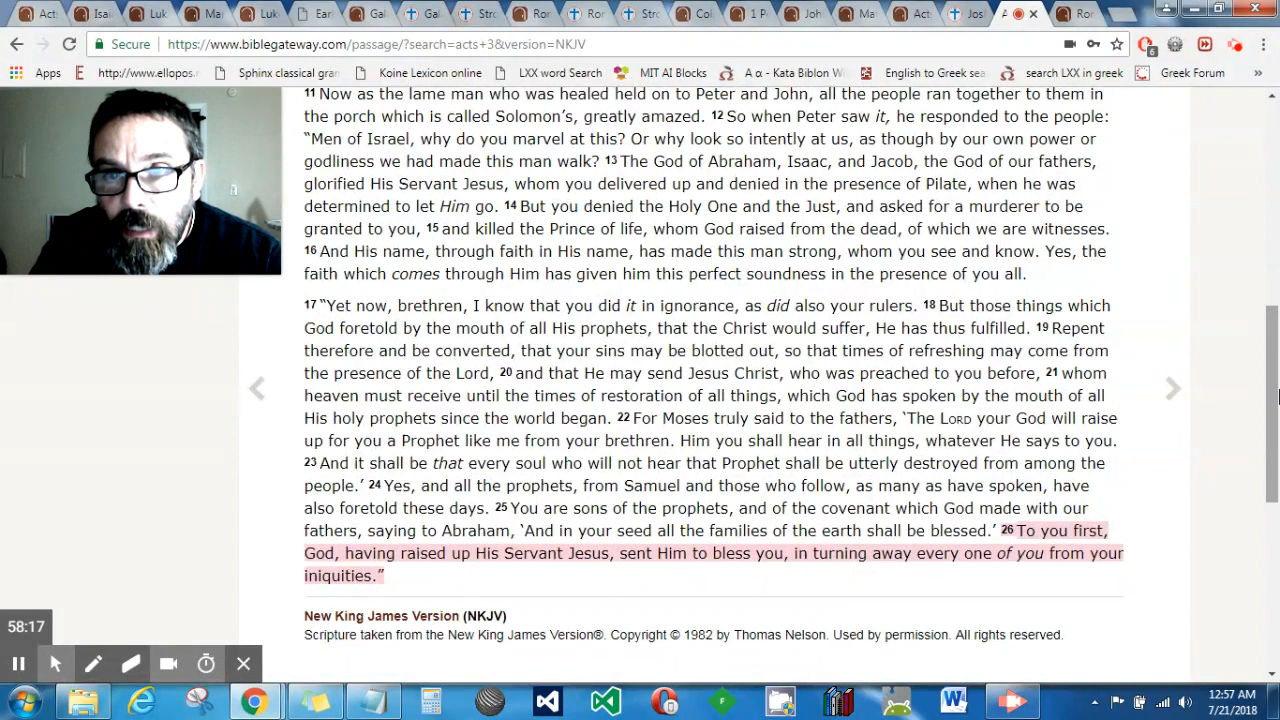 Act
Isai
Luk
Ma
Luk
Earl
Gal
Gal
Stro
Ro
Ro
Stro
Col
1 P
Joh
Ma
Act
Jos
A
Ro
Secure
https://www.biblegateway.com/passage/?search=acts+3&version=NKJV
6
Apps
http://www.ellopos.r
Sphinx classical gran
Koine Lexicon online
LXX word Search
MIT AI Blocky
Α α - Kata Biblon W
English to Greek sea
search LXX in greek
Greek Forum
»
11 Now as the lame man who was healed held on to Peter and John, all the people ran together to them in
the porch which is called Solomon's, greatly amazed. 12 So when Peter saw it, he responded to the people:
"Men of Israel, why do you marvel at this? Or why look so intently at us, as though by our own power or
godliness we had made this man walk? 13 The God of Abraham, Isaac, and Jacob, the God of our fathers,
glorified His Servant Jesus, whom you delivered up and denied in the presence of Pilate, when he was
determined to let Him go. 14 But you denied the Holy One and the Just, and asked for a murderer to be
granted to you, 15 and killed the Prince of life, whom God raised from the dead, of which we are witnesses.
16 And His name, through faith in His name, has made this man strong, whom you see and know. Yes, the
faith which comes through Him has given him this perfect soundness in the presence of you all.
17 "Yet now, brethren, I know that you did it in ignorance, as did also your rulers. 18 But those things which
God foretold by the mouth of all His prophets, that the Christ would suffer, He has thus fulfilled. 19 Repent
therefore and be converted, that your sins may be blotted out, so that times of refreshing may come from
the presence of the Lord, 20 and that He may send Jesus Christ, who was preached to you before, 21 whom
heaven must receive until the times of restoration of all things, which God has spoken by the mouth of all
His holy prophets since the world began. 22 For Moses truly said to the fathers, 'The LORD your God will raise
up for you a Prophet like me from your brethren. Him you shall hear in all things, whatever He says to you.
23 And it shall be that every soul who will not hear that Prophet shall be utterly destroyed from among the
people.' 24 Yes, and all the prophets, from Samuel and those who follow, as many as have spoken, have
also foretold these days. 25 You are sons of the prophets, and of the covenant which God made with our
fathers, saying to Abraham, 'And in your seed all the families of the earth shall be blessed.' 26 To you first,
God, having raised up His Servant Jesus, sent Him to bless you, in turning away every one of you from your
iniquities."
New King James Version (NKJV)
Scripture taken from the New King James Version®. Copyright © 1982 by Thomas Nelson. Used by permission. All rights reserved.
58:17
12:57 AM
7/21/2018